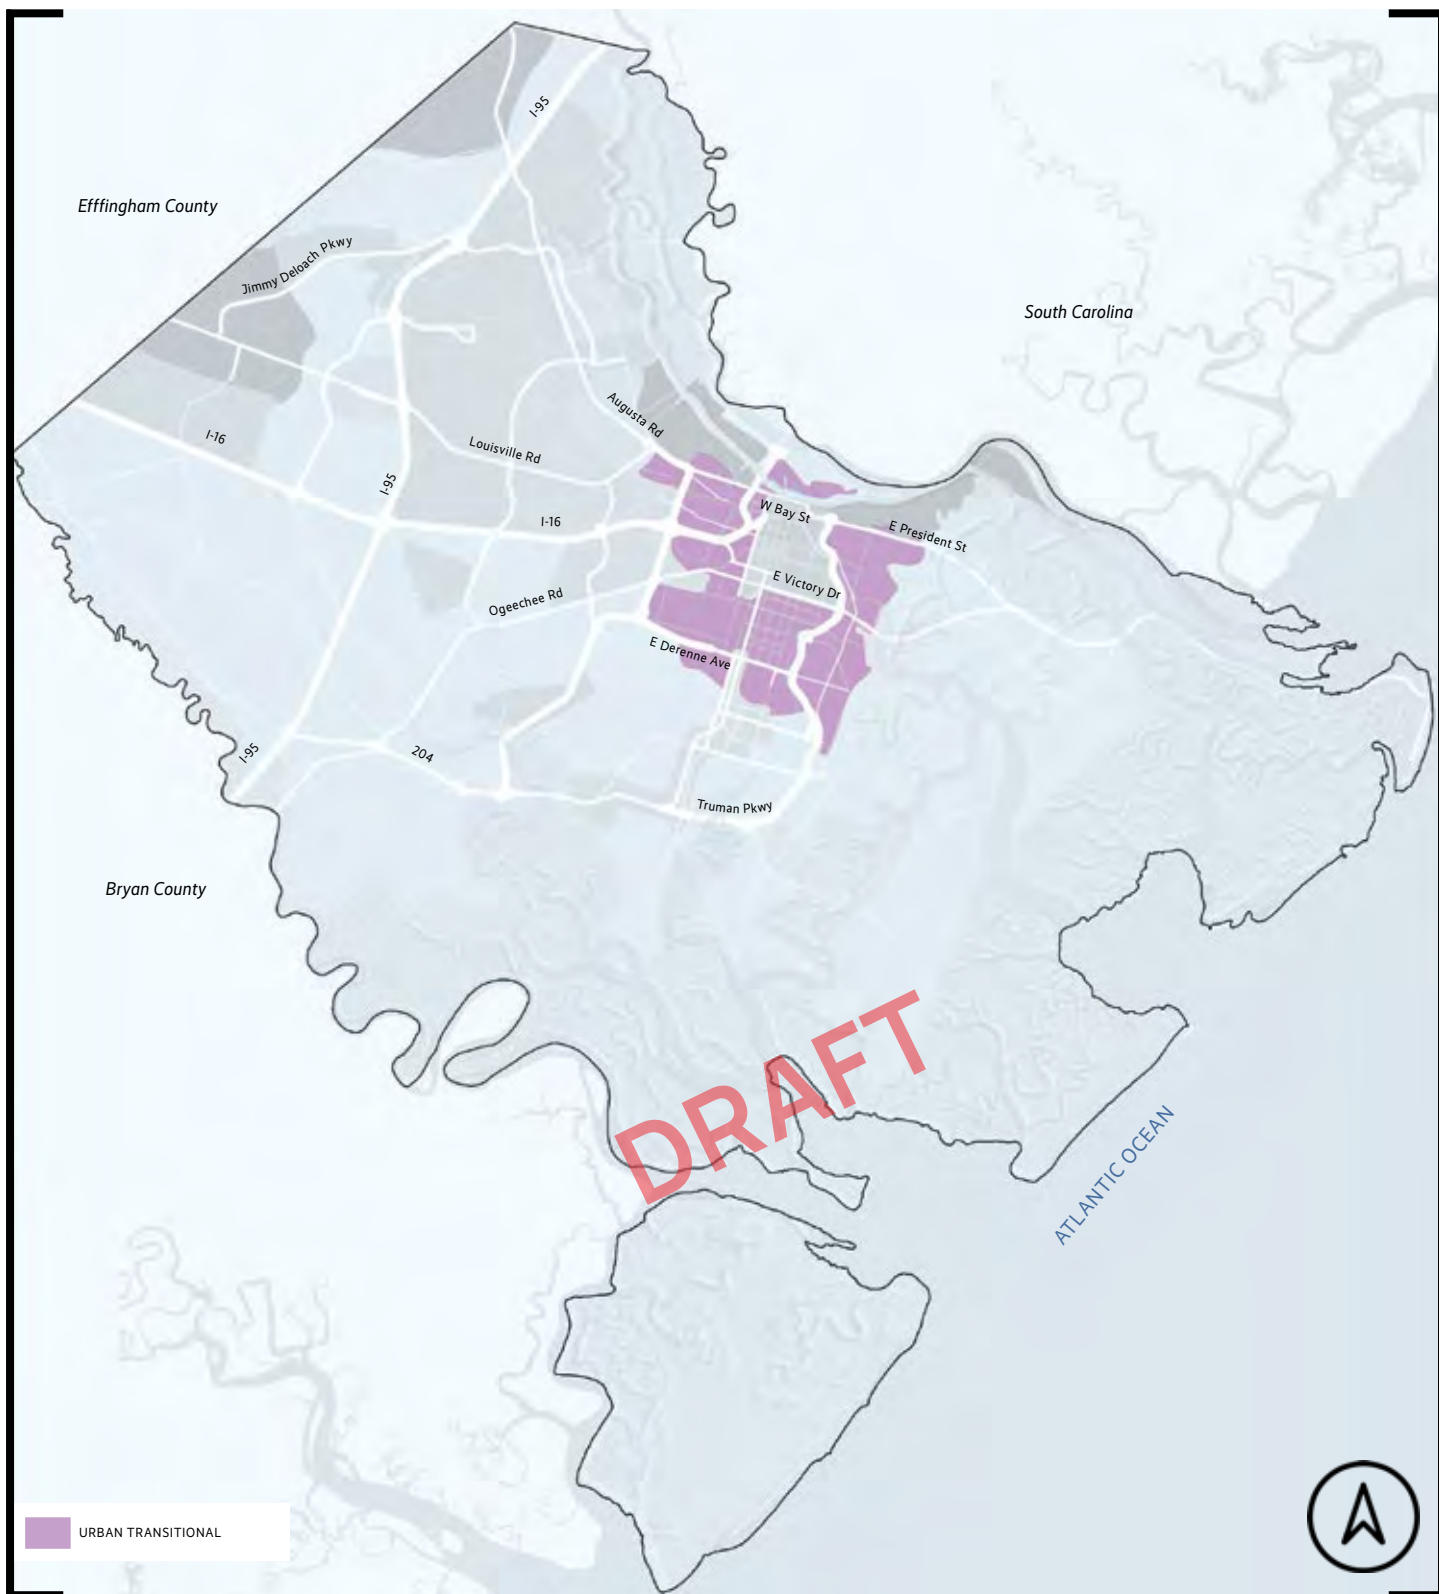 I-95
Efffingham County
Jimmy Deloach Pkwy
South Carolina
Augusta Rd
I-16
Louisville Rd
I-95
W Bay St
I-16
E President St
E Victory Dr
Ogeechee Rd
E Derenne Ave
I-95
204
Truman Pkwy
Bryan County
DRAFT
ATLANTIC OCEAN
URBAN TRANSITIONAL